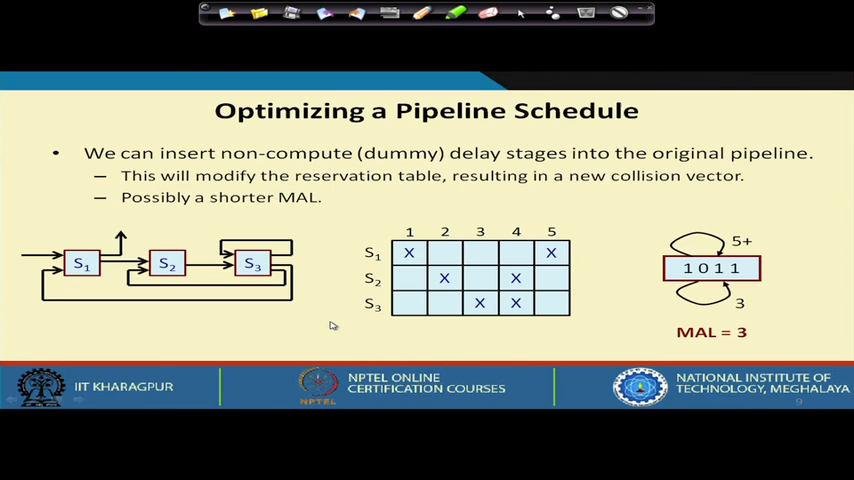 Optimizing a Pipeline Schedule
• We can insert non-compute (dummy) delay stages into the original pipeline.
– This will modify the reservation table, resulting in a new collision vector.
– Possibly a shorter MAL.
S1 S2 S3
1 2 3 4 5
S1 X X
S2 X X
S3 X X
5+
1 0 1 1
3
MAL = 3
IIT KHARAGPUR
NPTEL
NPTEL ONLINE
CERTIFICATION COURSES
NATIONAL INSTITUTE OF
TECHNOLOGY, MEGHALAYA
9